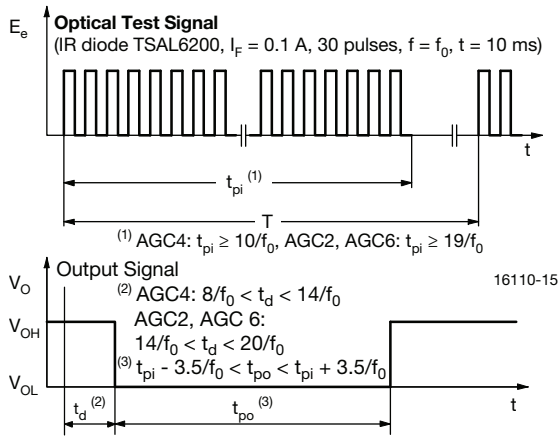 E_e
Optical Test Signal
(IR diode TSAL6200, I_F = 0.1 A, 30 pulses, f = f_0, t = 10 ms)
t
t_pi (1)
T
(1) AGC4: t_pi ≥ 10/f_0, AGC2, AGC6: t_pi ≥ 19/f_0
V_O
Output Signal
16110-15
(2) AGC4: 8/f_0 < t_d < 14/f_0
AGC2, AGC 6:
V_OH
14/f_0 < t_d < 20/f_0
(3) t_pi - 3.5/f_0 < t_po < t_pi + 3.5/f_0
V_OL
t_d (2)
t_po (3)
t